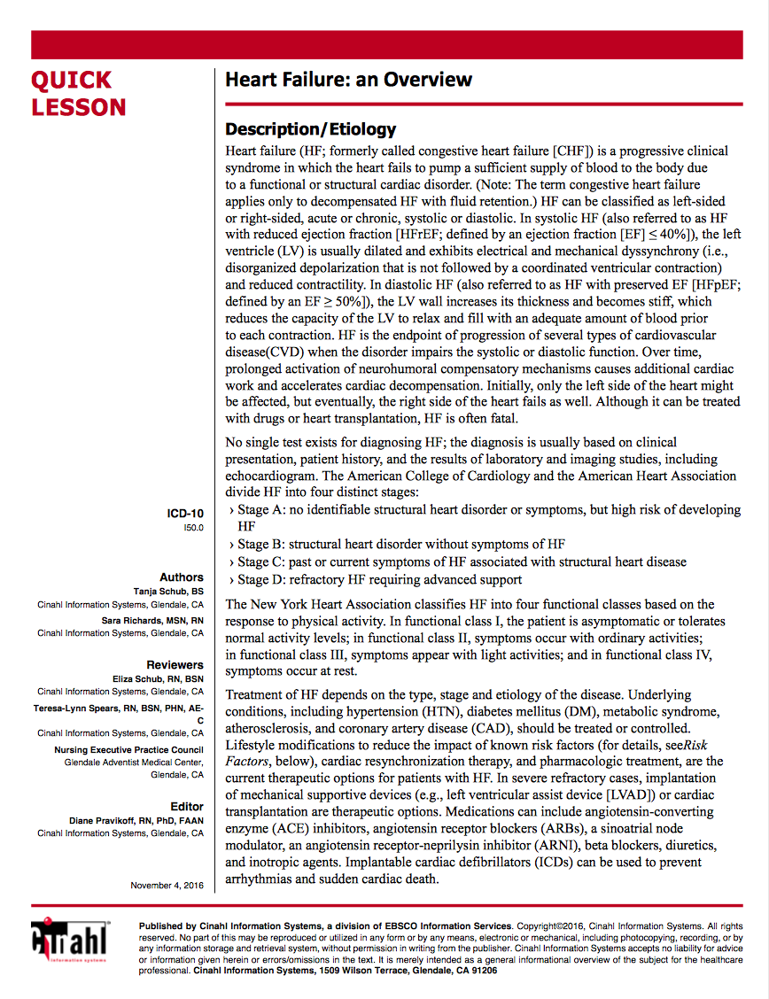 QUICK
LESSON
Heart Failure: an Overview
Description/Etiology
Heart failure (HF; formerly called congestive heart failure [CHF]) is a progressive clinical
syndrome in which the heart fails to pump a sufficient supply of blood to the body due
to a functional or structural cardiac disorder. (Note: The term congestive heart failure
applies only to decompensated HF with fluid retention.) HF can be classified as left-sided
or right-sided, acute or chronic, systolic or diastolic. In systolic HF (also referred to as HF
with reduced ejection fraction [HFrEF; defined by an ejection fraction [EF] ≤ 40%]), the left
ventricle (LV) is usually dilated and exhibits electrical and mechanical dyssynchrony (i.e.,
disorganized depolarization that is not followed by a coordinated ventricular contraction)
and reduced contractility. In diastolic HF (also referred to as HF with preserved EF [HFpEF;
defined by an EF ≥ 50%]), the LV wall increases its thickness and becomes stiff, which
reduces the capacity of the LV to relax and fill with an adequate amount of blood prior
to each contraction. HF is the endpoint of progression of several types of cardiovascular
disease(CVD) when the disorder impairs the systolic or diastolic function. Over time,
prolonged activation of neurohumoral compensatory mechanisms causes additional cardiac
work and accelerates cardiac decompensation. Initially, only the left side of the heart might
be affected, but eventually, the right side of the heart fails as well. Although it can be treated
with drugs or heart transplantation, HF is often fatal.
No single test exists for diagnosing HF; the diagnosis is usually based on clinical
presentation, patient history, and the results of laboratory and imaging studies, including
echocardiogram. The American College of Cardiology and the American Heart Association
divide HF into four distinct stages:
› Stage A: no identifiable structural heart disorder or symptoms, but high risk of developing
HF
› Stage B: structural heart disorder without symptoms of HF
› Stage C: past or current symptoms of HF associated with structural heart disease
› Stage D: refractory HF requiring advanced support
The New York Heart Association classifies HF into four functional classes based on the
response to physical activity. In functional class I, the patient is asymptomatic or tolerates
normal activity levels; in functional class II, symptoms occur with ordinary activities;
in functional class III, symptoms appear with light activities; and in functional class IV,
symptoms occur at rest.
Treatment of HF depends on the type, stage and etiology of the disease. Underlying
conditions, including hypertension (HTN), diabetes mellitus (DM), metabolic syndrome,
atherosclerosis, and coronary artery disease (CAD), should be treated or controlled.
Lifestyle modifications to reduce the impact of known risk factors (for details, seeRisk
Factors, below), cardiac resynchronization therapy, and pharmacologic treatment, are the
current therapeutic options for patients with HF. In severe refractory cases, implantation
of mechanical supportive devices (e.g., left ventricular assist device [LVAD]) or cardiac
transplantation are therapeutic options. Medications can include angiotensin-converting
enzyme (ACE) inhibitors, angiotensin receptor blockers (ARBs), a sinoatrial node
modulator, an angiotensin receptor-neprilysin inhibitor (ARNI), beta blockers, diuretics,
and inotropic agents. Implantable cardiac defibrillators (ICDs) can be used to prevent
arrhythmias and sudden cardiac death.
ICD-10
I50.0
Authors
Tanja Schub, BS
Cinahl Information Systems, Glendale, CA
Sara Richards, MSN, RN
Cinahl Information Systems, Glendale, CA
Reviewers
Eliza Schub, RN, BSN
Cinahl Information Systems, Glendale, CA
Teresa-Lynn Spears, RN, BSN, PHN, AE-
C
Cinahl Information Systems, Glendale, CA
Nursing Executive Practice Council
Glendale Adventist Medical Center,
Glendale, CA
Editor
Diane Pravikoff, RN, PhD, FAAN
Cinahl Information Systems, Glendale, CA
November 4, 2016
Cinahl
information systems
Published by Cinahl Information Systems, a division of EBSCO Information Services. Copyright©2016, Cinahl Information Systems. All rights
reserved. No part of this may be reproduced or utilized in any form or by any means, electronic or mechanical, including photocopying, recording, or by
any information storage and retrieval system, without permission in writing from the publisher. Cinahl Information Systems accepts no liability for advice
or information given herein or errors/omissions in the text. It is merely intended as a general informational overview of the subject for the healthcare
professional. Cinahl Information Systems, 1509 Wilson Terrace, Glendale, CA 91206